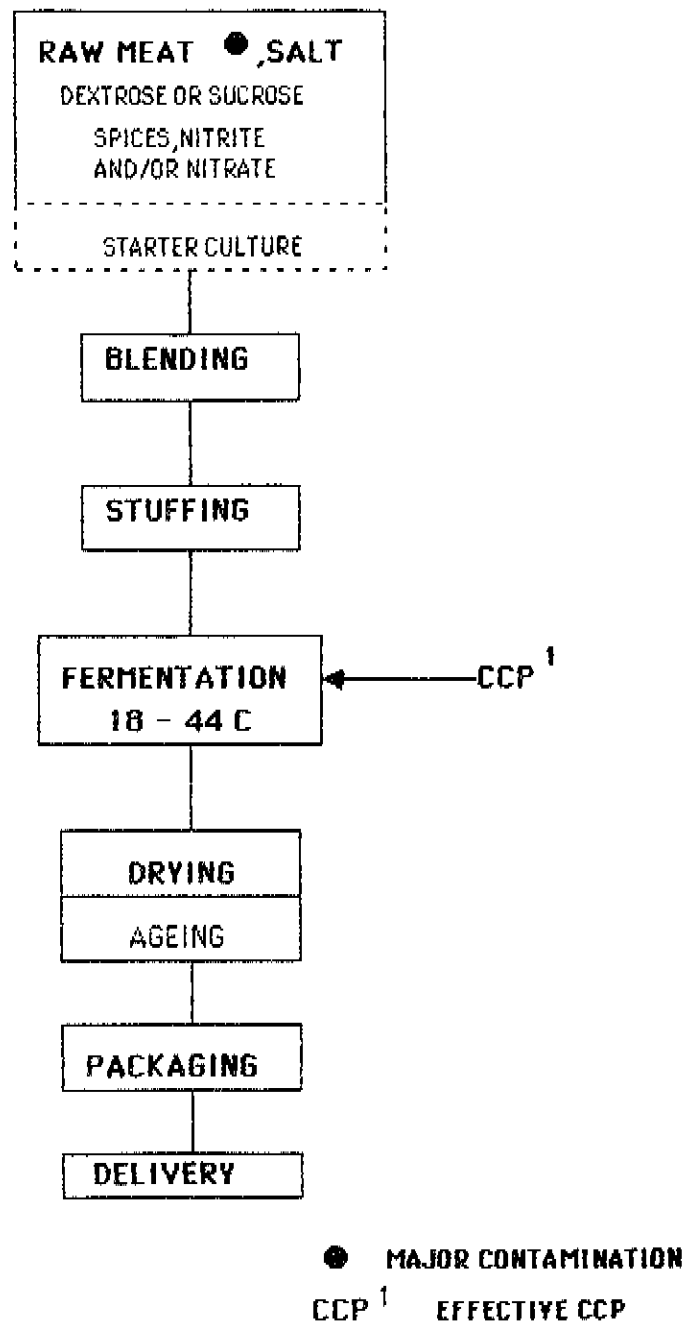 RAW MEAT ●,SALT
DEXTROSE OR SUCROSE
SPICES,NITRITE
AND/OR NITRATE
STARTER CULTURE
BLENDING
STUFFING
FERMENTATION
18 - 44 C
CCP 1
DRYING
AGEING
PACKAGING
DELIVERY
● MAJOR CONTAMINATION
CCP 1 EFFECTIVE CCP